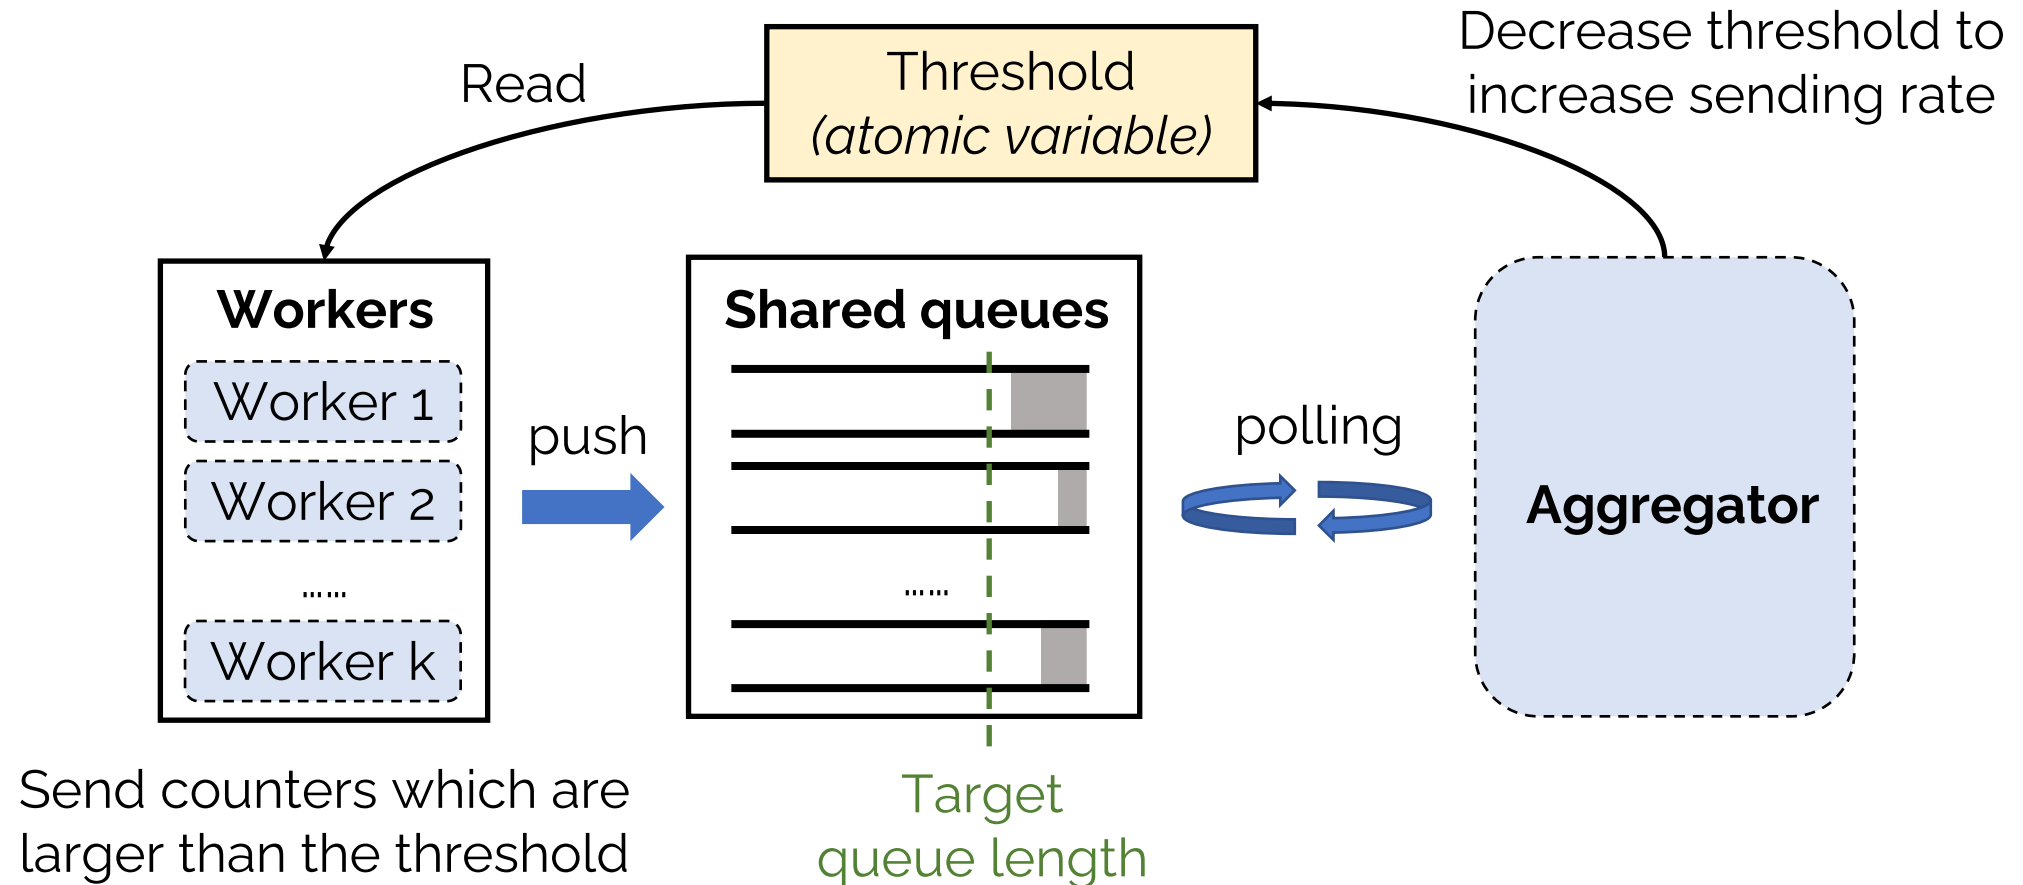 Decrease threshold to
increase sending rate
Threshold
(atomic variable)
Read
Workers
Worker 1
Worker 2
......
Worker k
push
Shared queues
......
polling
Aggregator
Send counters which are
larger than the threshold
Target
queue length